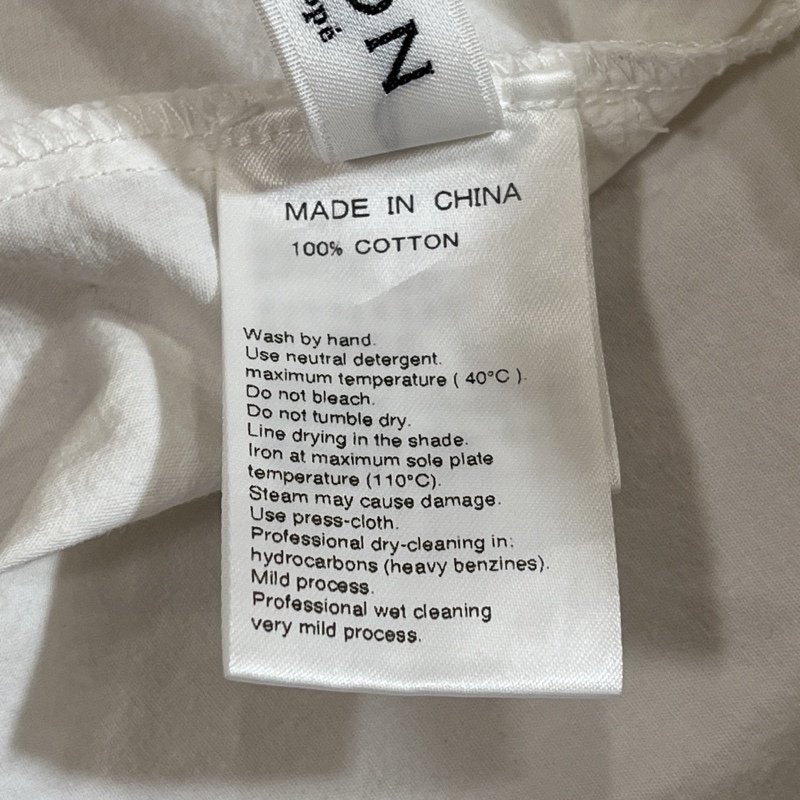 ON
opé
MADE IN CHINA
100% COTTON
Wash by hand.
Use neutral detergent.
maximum temperature ( 40°C ).
Do not bleach.
Do not tumble dry.
Line drying in the shade.
Iron at maximum sole plate
temperature (110°C).
Steam may cause damage.
Use press-cloth.
Professional dry-cleaning in:
hydrocarbons (heavy benzines).
Mild process.
Professional wet cleaning
very mild process.